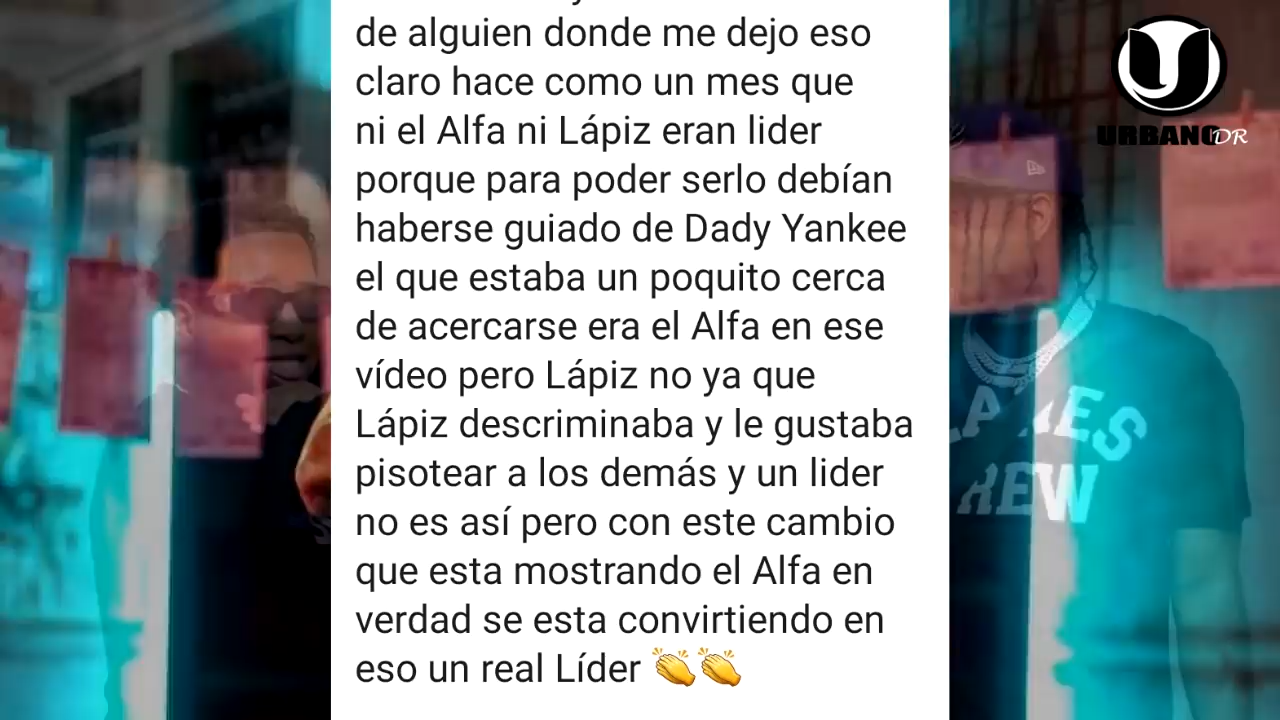 de alguien donde me dejo eso
claro hace como un mes que
ni el Alfa ni Lápiz eran lider
porque para poder serlo debían
haberse guiado de Dady Yankee
el que estaba un poquito cerca
de acercarse era el Alfa en ese
vídeo pero Lápiz no ya que
Lápiz descriminaba y le gustaba
pisotear a los demás y un lider
no es así pero con este cambio
que esta mostrando el Alfa en
verdad se esta convirtiendo en
eso un real Líder 👏👏
URBANO DR